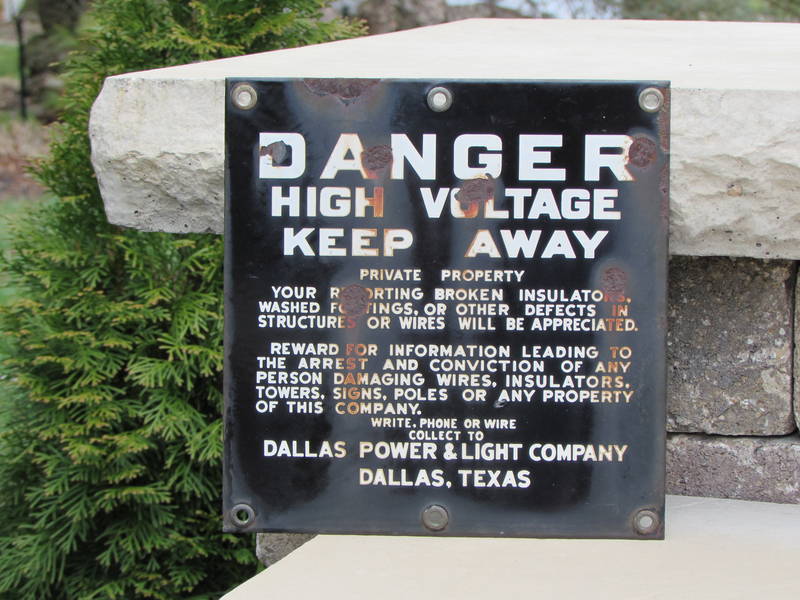 DANGER
HIGH VOLTAGE
KEEP AWAY
PRIVATE PROPERTY
YOUR REPORTING BROKEN INSULATORS,
WASHED FOOTINGS, OR OTHER DEFECTS IN
STRUCTURES OR WIRES WILL BE APPRECIATED.
REWARD FOR INFORMATION LEADING TO
THE ARREST AND CONVICTION OF ANY
PERSON DAMAGING WIRES, INSULATORS,
TOWERS, SIGNS, POLES OR ANY PROPERTY
OF THIS COMPANY.
WRITE, PHONE OR WIRE
COLLECT TO
DALLAS POWER & LIGHT COMPANY
DALLAS, TEXAS